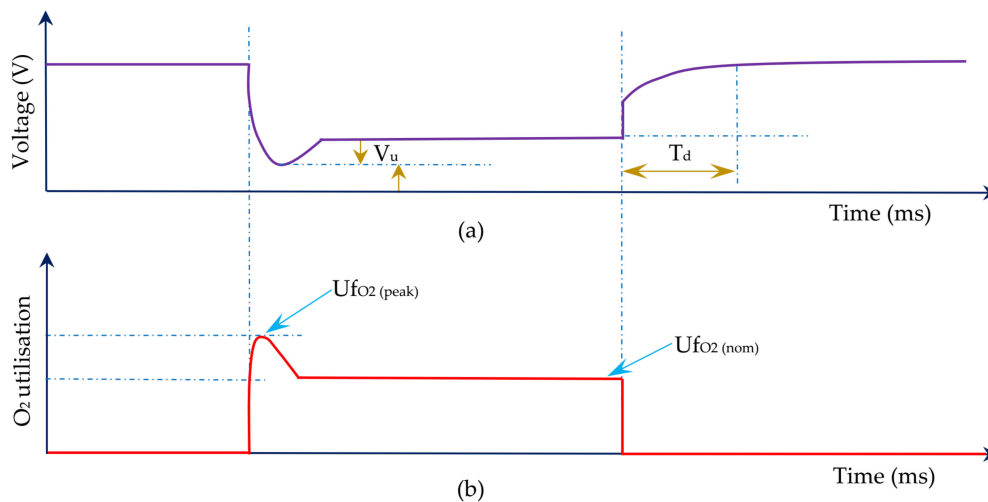 Voltage (V)
Vu
Td
Time (ms)
(a)
O2 utilisation
UfO2 (peak)
UfO2 (nom)
Time (ms)
(b)